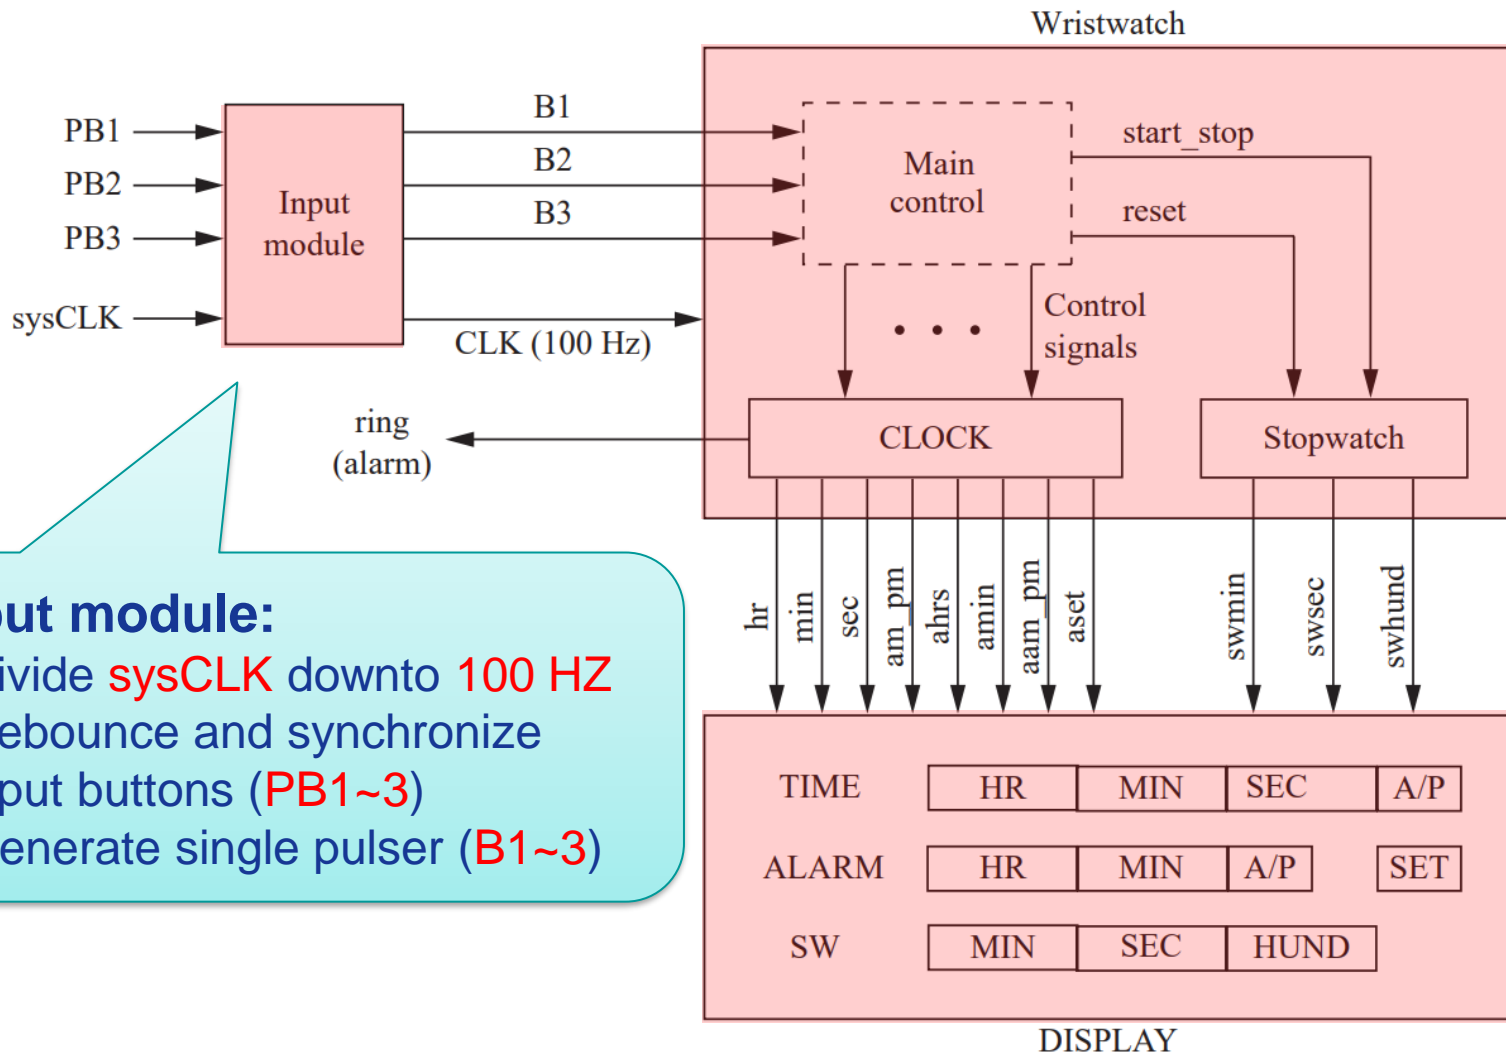 Wristwatch
PB1
PB2
PB3
sysCLK
Input
module
B1
B2
B3
CLK (100 Hz)
Main
control
start_stop
reset
Control
signals
• • •
ring
(alarm)
CLOCK
Stopwatch
hr
min
sec
am_pm
ahrs
amin
aam_pm
aset
swmin
swsec
swhund
put module:
ivide sysCLK downto 100 HZ
ebounce and synchronize
put buttons (PB1~3)
enerate single pulser (B1~3)
TIME HR MIN SEC A/P
ALARM HR MIN A/P SET
SW MIN SEC HUND
DISPLAY